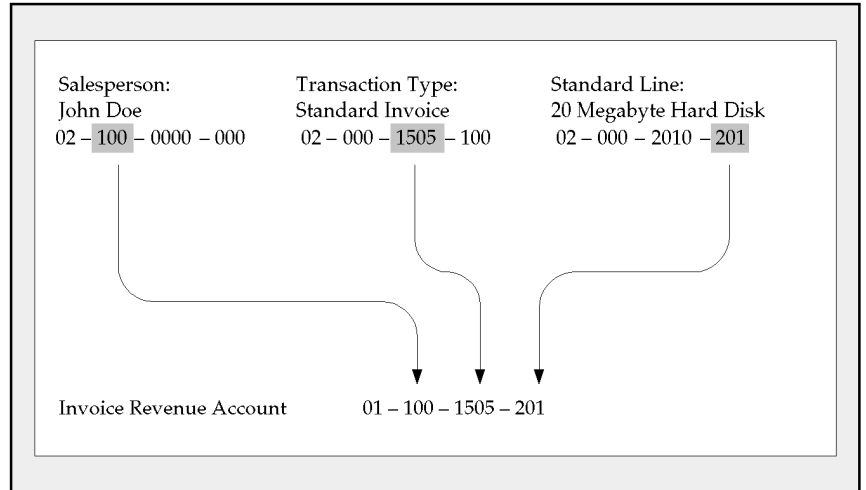 Salesperson:
John Doe
02 – 100 – 0000 – 000
Transaction Type:
Standard Invoice
02 – 000 – 1505 – 100
Standard Line:
20 Megabyte Hard Disk
02 – 000 – 2010 – 201
Invoice Revenue Account 01 – 100 – 1505 – 201